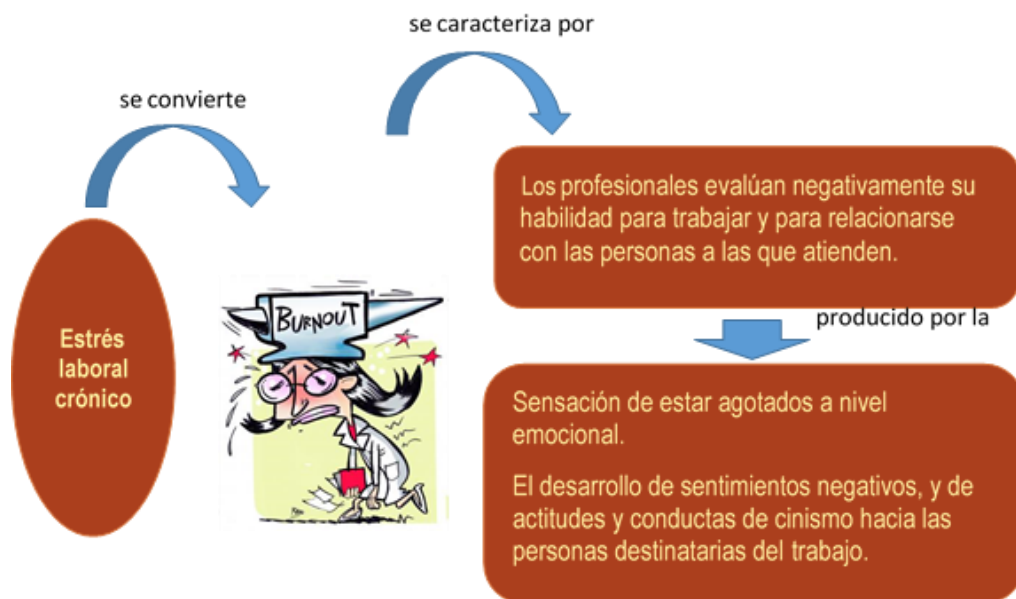 se caracteriza por
se convierte
Los profesionales evalúan negativamente su
habilidad para trabajar y para relacionarse
con las personas a las que atienden.
BURNOUT
producido por la
Estrés
laboral
crónico
Sensación de estar agotados a nivel
emocional.
El desarrollo de sentimientos negativos, y de
actitudes y conductas de cinismo hacia las
personas destinatarias del trabajo.